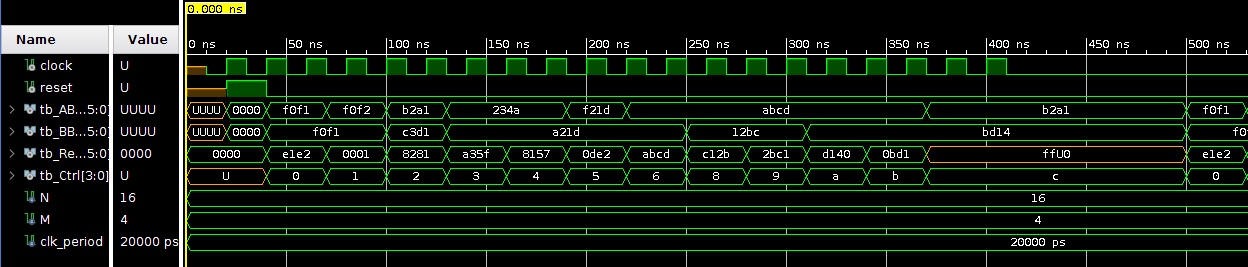 0.000 ns
Name Value 0 ns 50 ns 100 ns 150 ns 200 ns 250 ns 300 ns 350 ns 400 ns 450 ns 500 ns
clock U
reset U
tb_AB...5:0] UUUU UUUU 0000 f0f1 f0f2 b2a1 234a f21d abcd b2a1 f0f1
tb_BB...5:0] UUUU UUUU 0000 f0f1 c3d1 a21d 12bc bd14 f0
tb_Re...5:0] 0000 0000 e1e2 0001 8281 a35f 8157 0de2 abcd c12b 2bc1 d140 0bd1 ffU0 e1e2
tb_Ctrl[3:0] U U 0 1 2 3 4 5 6 8 9 a b c 0
N 16 16
M 4 4
clk_period 20000 ps 20000 ps